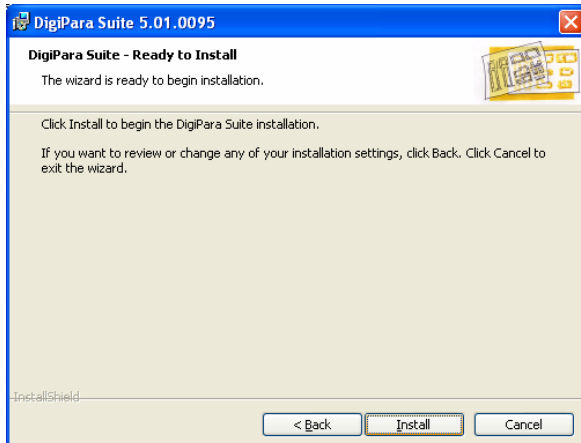 DigiPara Suite 5.01.0095
DigiPara Suite - Ready to Install
The wizard is ready to begin installation.
Click Install to begin the DigiPara Suite installation.
If you want to review or change any of your installation settings, click Back. Click Cancel to
exit the wizard.
InstallShield
< Back
Install
Cancel